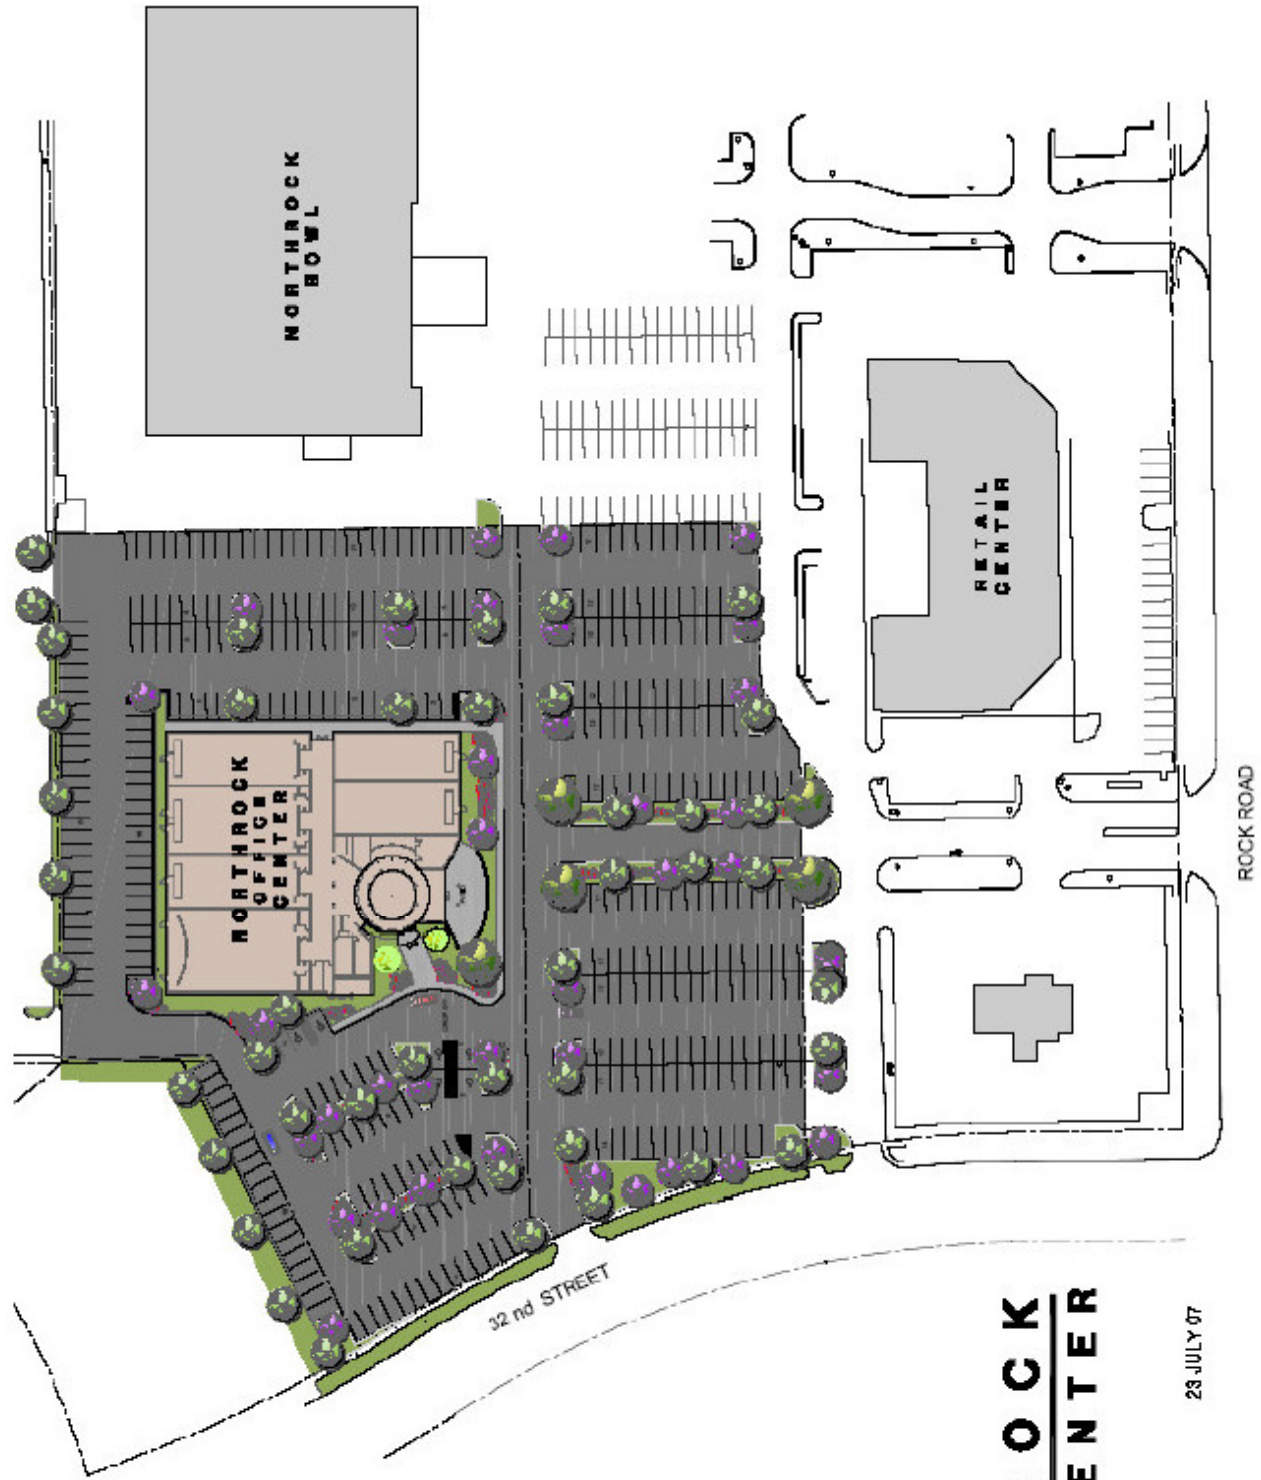 NORTHROCK
BOWL
RETAIL
CENTER
NORTHROCK
OFFICE
CENTER
ROCK ROAD
32 nd STREET
OCK
ENTER
23 JULY 07